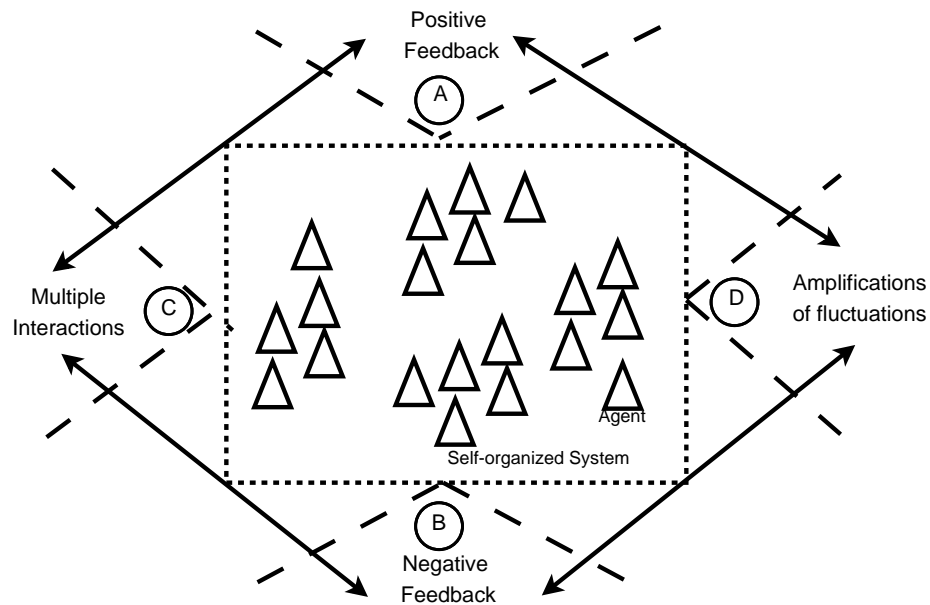 Positive
Feedback
A
C
Multiple
Interactions
D
Amplifications
of fluctuations
Agent
Self-organized System
B
Negative
Feedback